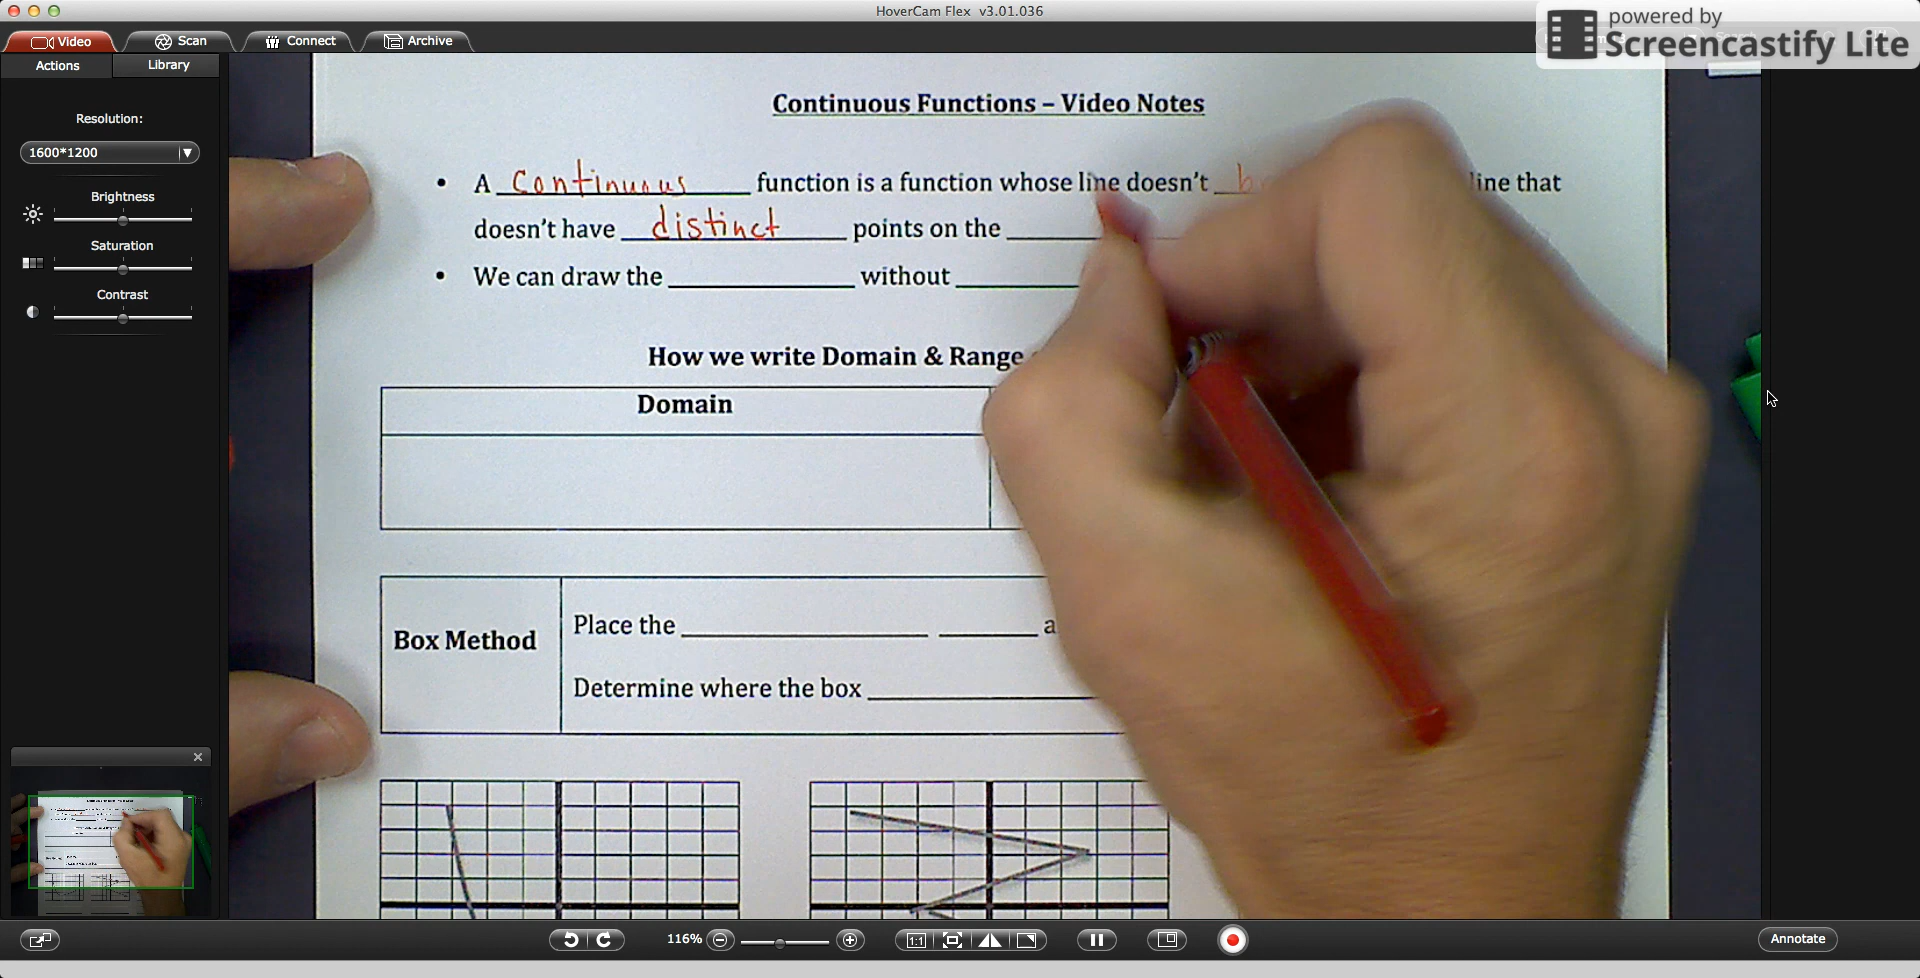 HoverCam Flex v3.01.036
powered by
Screencastify Lite
Video
Scan
Connect
Archive
Actions
Library
Resolution:
1600*1200
Brightness
Saturation
Contrast
Continuous Functions – Video Notes
• A continuous function is a function whose line doesn't line that
doesn't have distinct points on the
• We can draw the without
How we write Domain & Range
Domain
Box Method
Place the
Determine where the box
116%
1:1
Annotate